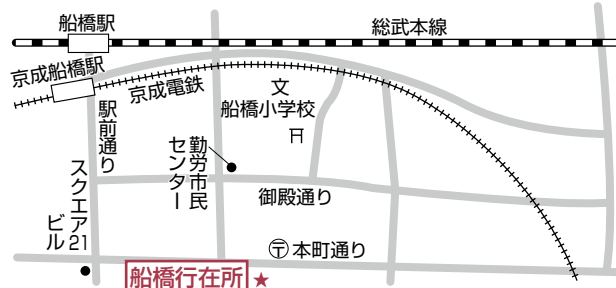 船橋駅
総武本線
京成船橋駅
京成電鉄
文
船橋小学校
駅前通り
勤労市民
センター
御殿通り
スクエア21
ビル
〒本町通り
船橋行在所★